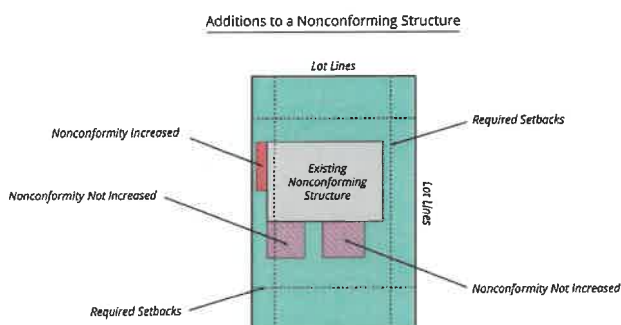 Additions to a Nonconforming Structure
Lot Lines
Required Setbacks
Nonconformity Increased
Existing
Nonconforming
Structure
Nonconformity Not Increased
Lot Lines
Nonconformity Not Increased
Required Setbacks